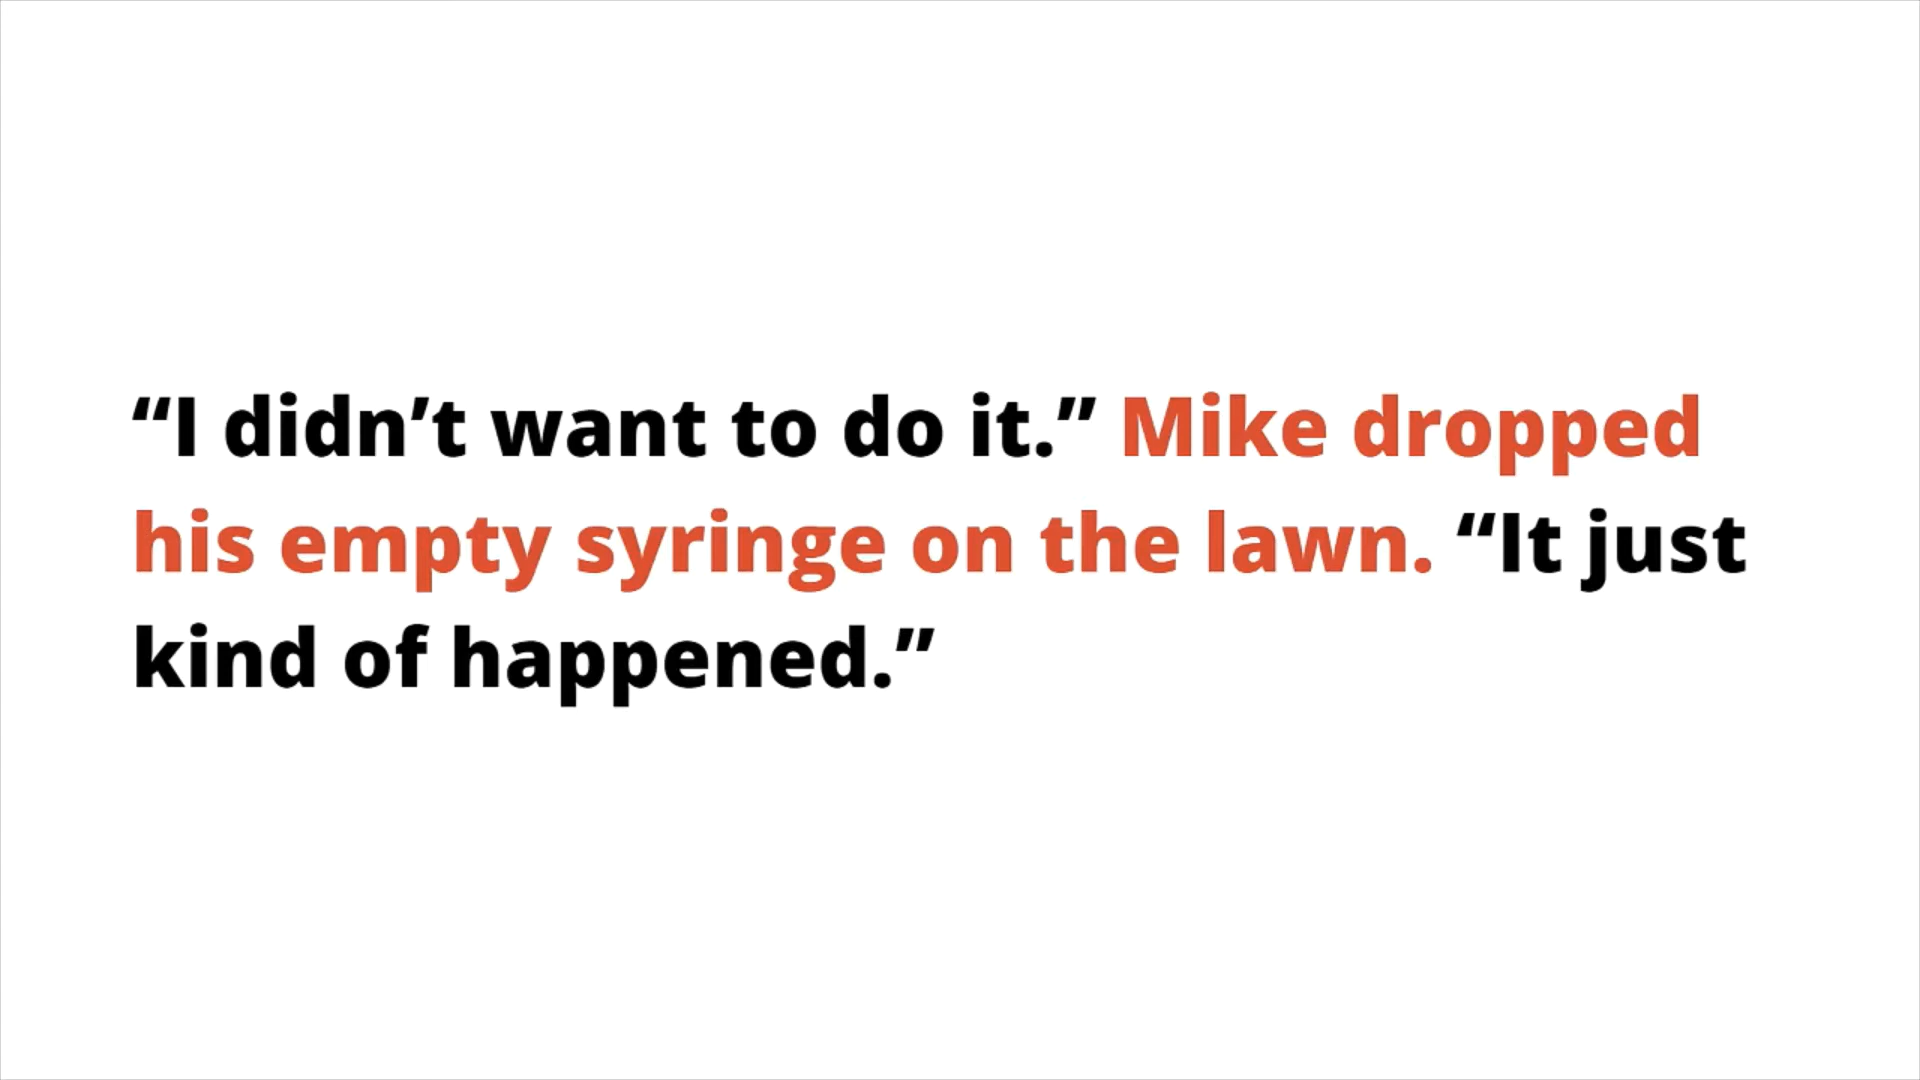 “I didn’t want to do it.” Mike dropped
his empty syringe on the lawn. “It just
kind of happened.”